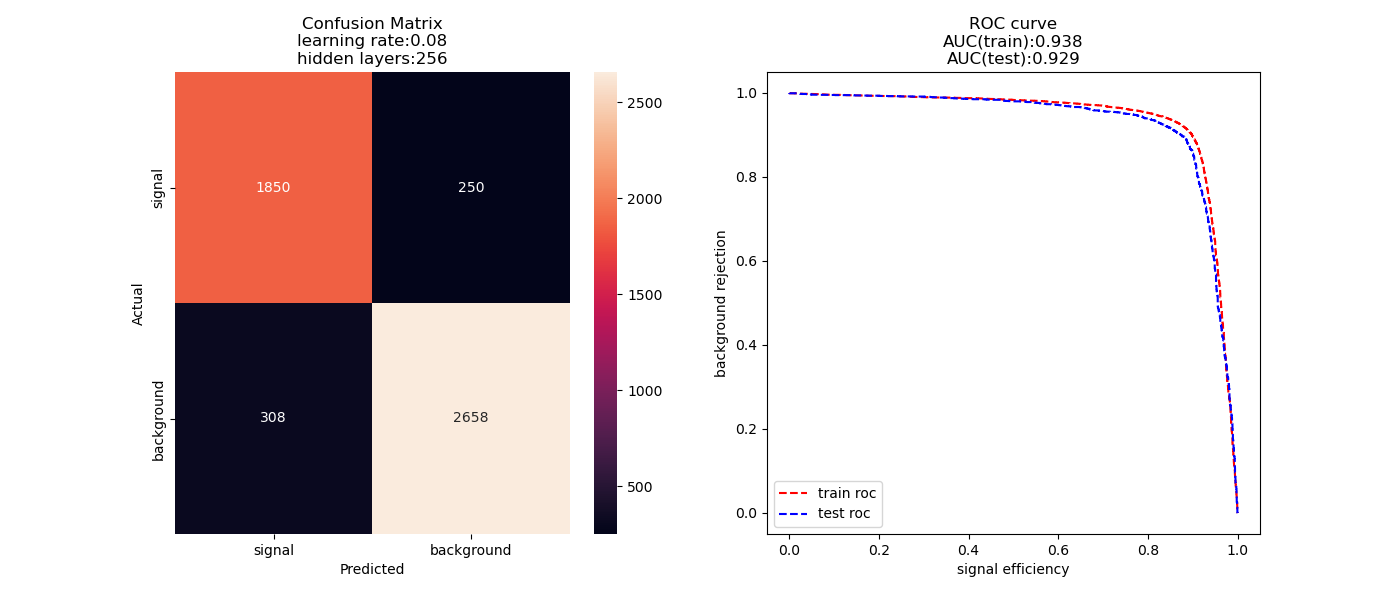 Confusion Matrix
learning rate:0.08
hidden layers:256
signal
background
Actual
1850
250
308
2658
signal
background
Predicted
2500
2000
1500
1000
500
ROC curve
AUC(train):0.938
AUC(test):0.929
background rejection
1.0
0.8
0.6
0.4
0.2
0.0
train roc
test roc
0.0
0.2
0.4
0.6
0.8
1.0
signal efficiency